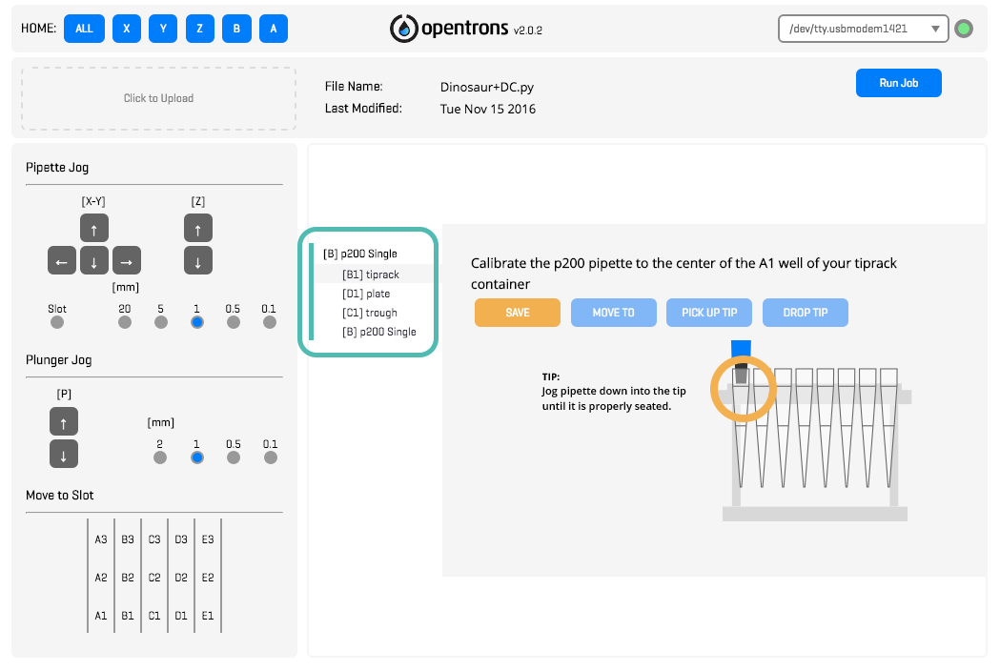 HOME: ALL X Y Z B A
opentrons v2.0.2
/dev/tty.usbmodem1421 ▼
Click to Upload
File Name: Dinosaur+DC.py
Last Modified: Tue Nov 15 2016
Run Job
Pipette Jog
[X-Y] [Z]
↑ ↑
← ↓ → ↓
[mm]
Slot 20 5 1 0.5 0.1
Plunger Jog
[P]
↑
[mm]
↓
2 1 0.5 0.1
Move to Slot
A3 B3 C3 D3 E3
A2 B2 C2 D2 E2
A1 B1 C1 D1 E1
[B] p200 Single
[B1] tiprack
[D1] plate
[C1] trough
[B] p200 Single
Calibrate the p200 pipette to the center of the A1 well of your tiprack
container
SAVE MOVE TO PICK UP TIP DROP TIP
TIP:
Jog pipette down into the tip
until it is properly seated.